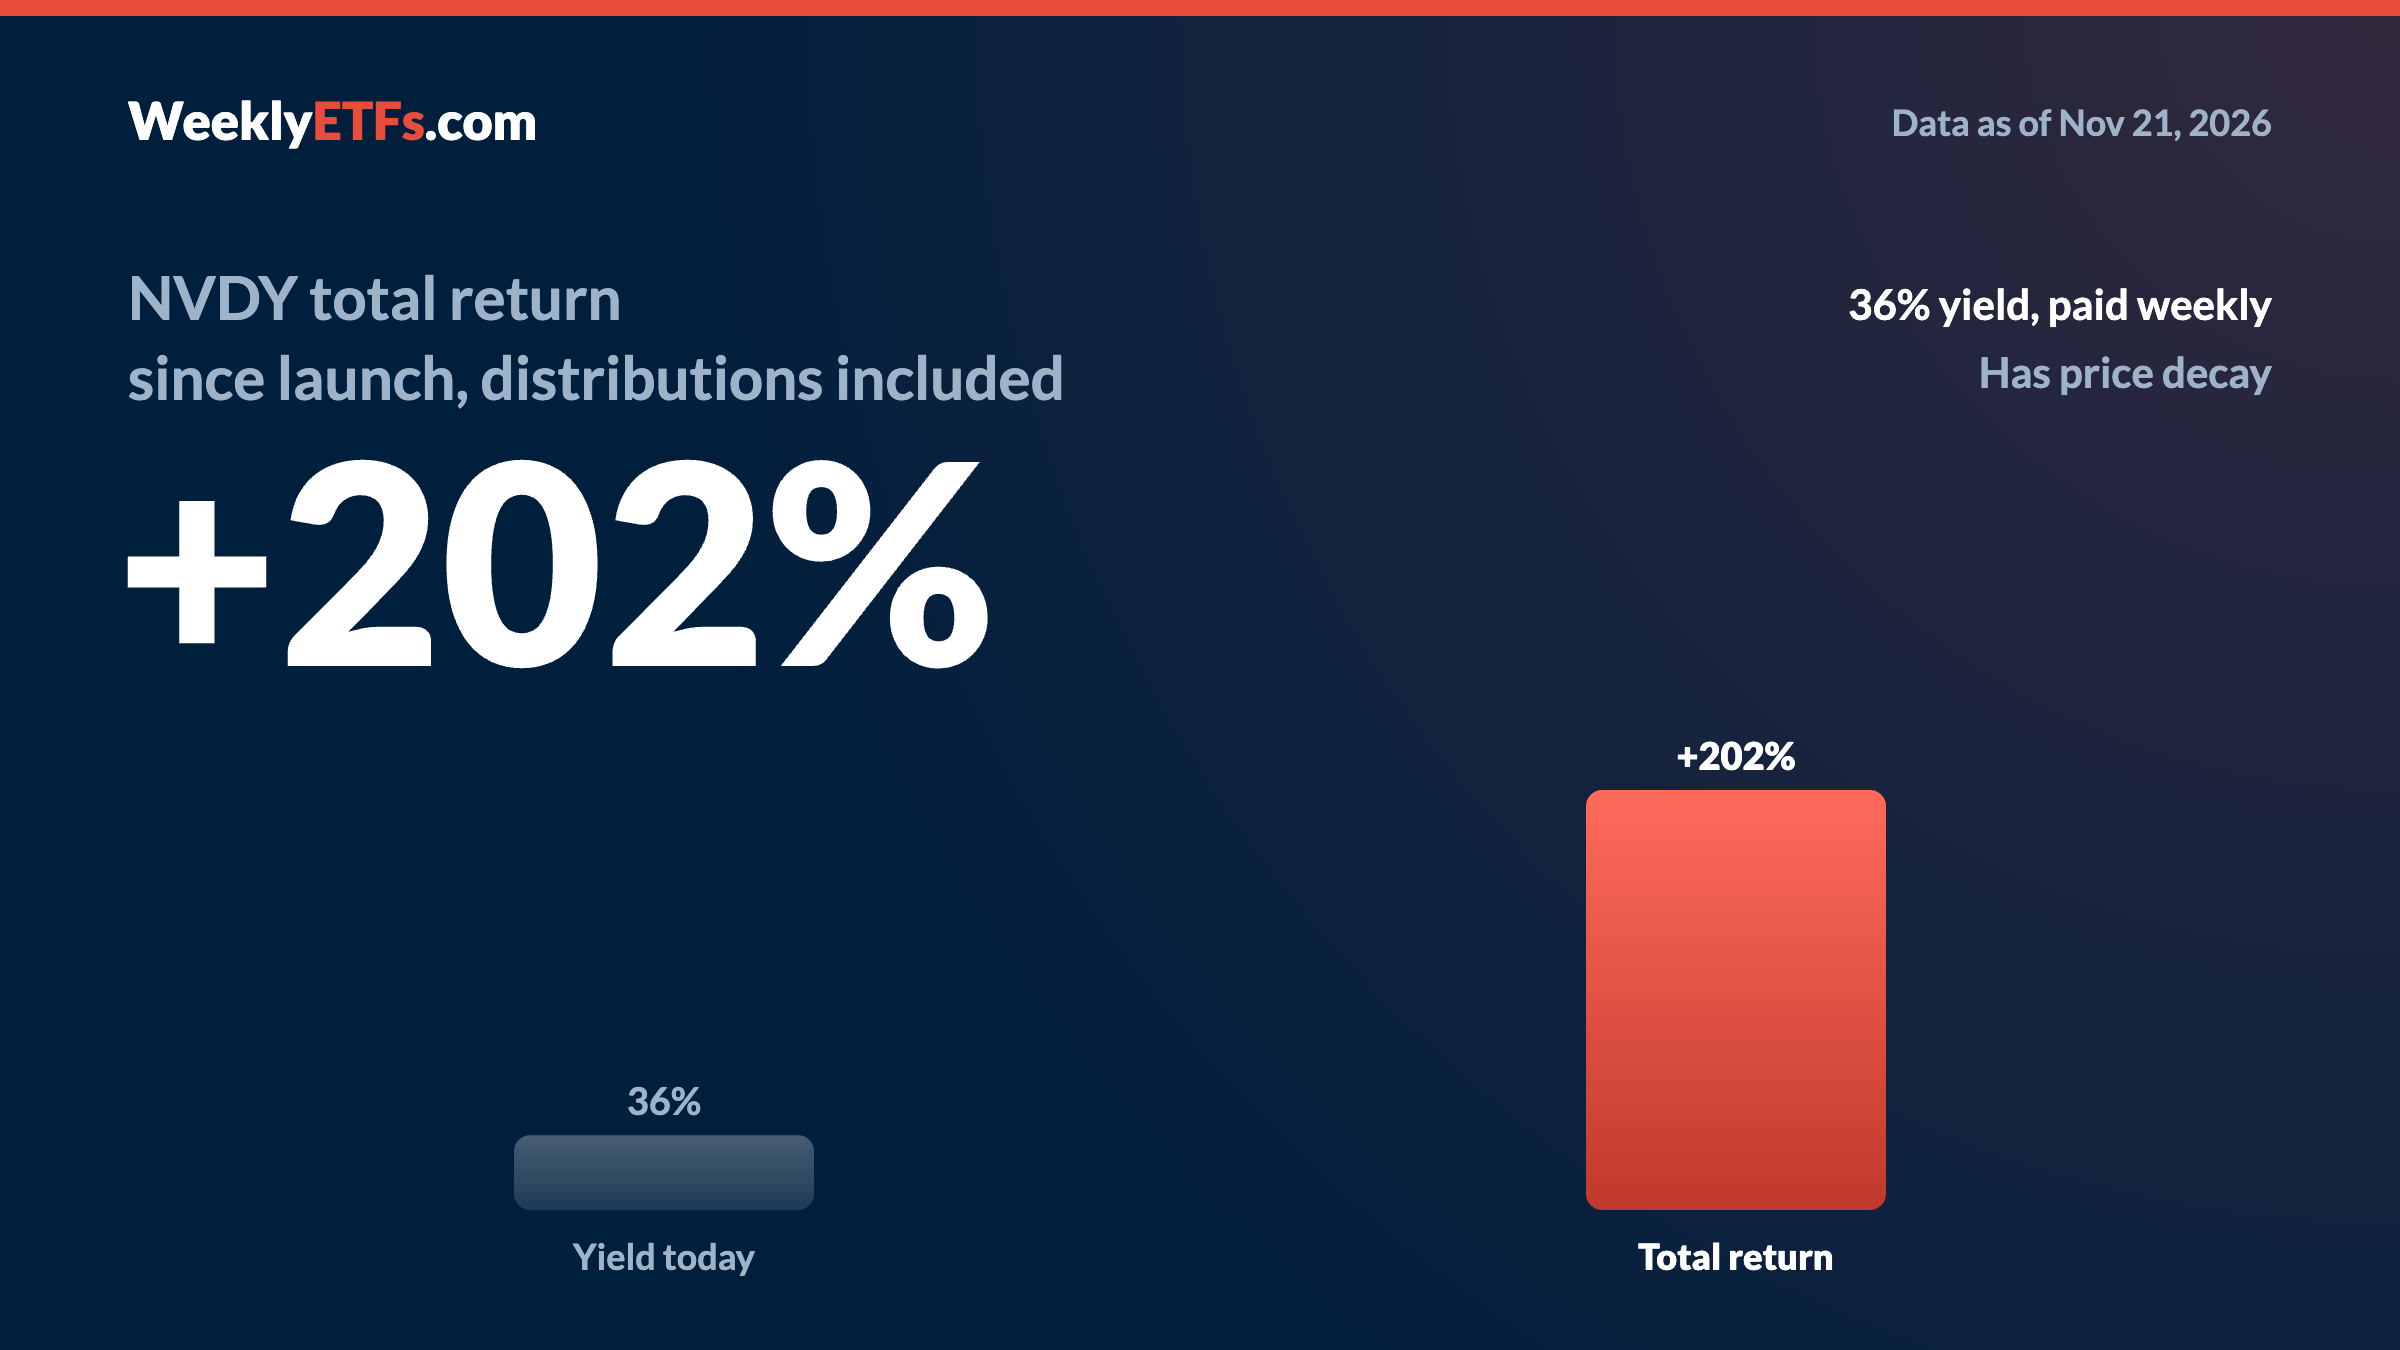 WeeklyETFs.com
Data as of Nov 21, 2026
NVDY total return
since launch, distributions included
36% yield, paid weekly
Has price decay
+202%
+202%
36%
Yield today
Total return